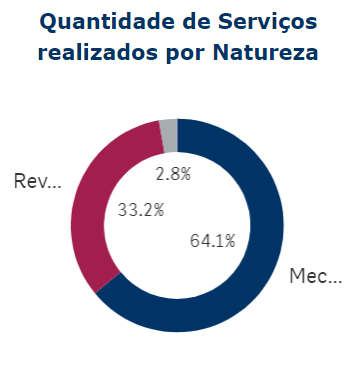 Quantidade de Serviços
realizados por Natureza
2.8%
Rev...
33.2%
64.1%
Mec...